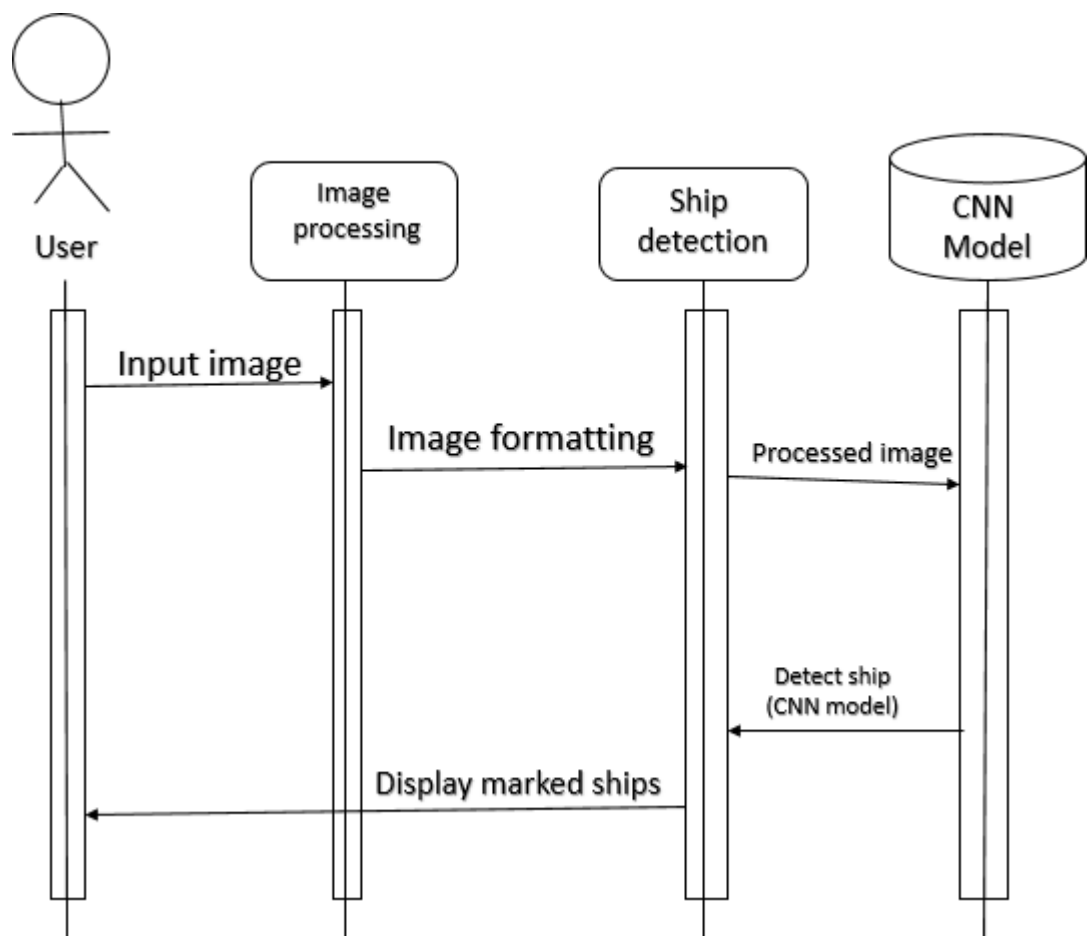 User
Image
processing
Ship
detection
CNN
Model
Input image
Image formatting
Processed image
Detect ship
(CNN model)
Display marked ships